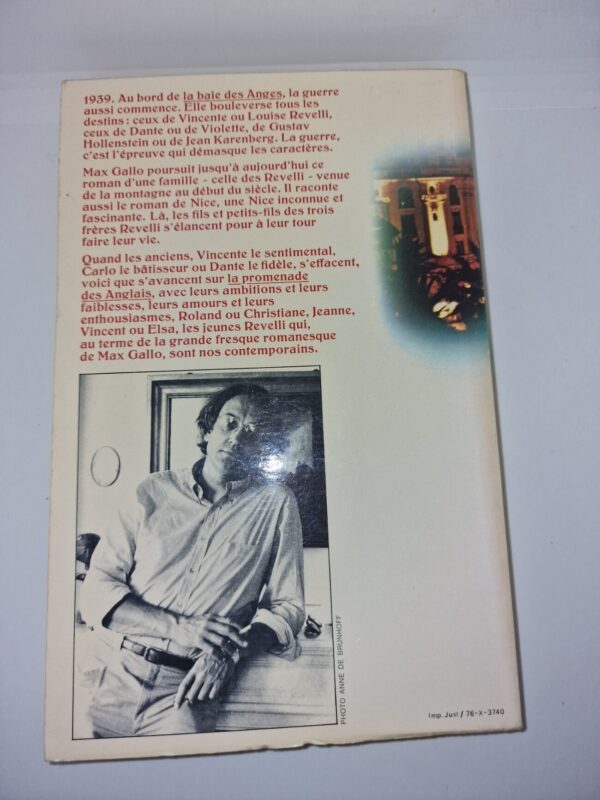 1939. Au bord de la baie des Anges, la guerre
aussi commence. Elle bouleverse tous les
destins : ceux de Vincente ou Louise Revelli,
ceux de Dante ou de Violette, de Gustav
Hollenstein ou de Jean Karenberg. La guerre,
c'est l'épreuve qui démasque les caractères.
Max Gallo poursuit jusqu'à aujourd'hui ce
roman d'une famille - celle des Revelli - venue
de la montagne au début du siècle. Il raconte
aussi le roman de Nice, une Nice inconnue et
fascinante. Là, les fils et petits-fils des trois
frères Revelli s'élancent pour à leur tour
faire leur vie.
Quand les anciens, Vincente le sentimental,
Carlo le bâtisseur ou Dante le fidèle, s'effacent,
voici que s'avancent sur la promenade
des Anglais, avec leurs ambitions et leurs
faiblesses, leurs amours et leurs
enthousiasmes, Roland ou Christiane, Jeanne,
Vincent ou Elsa, les jeunes Revelli qui,
au terme de la grande fresque romanesque
de Max Gallo, sont nos contemporains.
PHOTO ANNE DE BRUNHOFF
Imp. Just / 76-X-3740